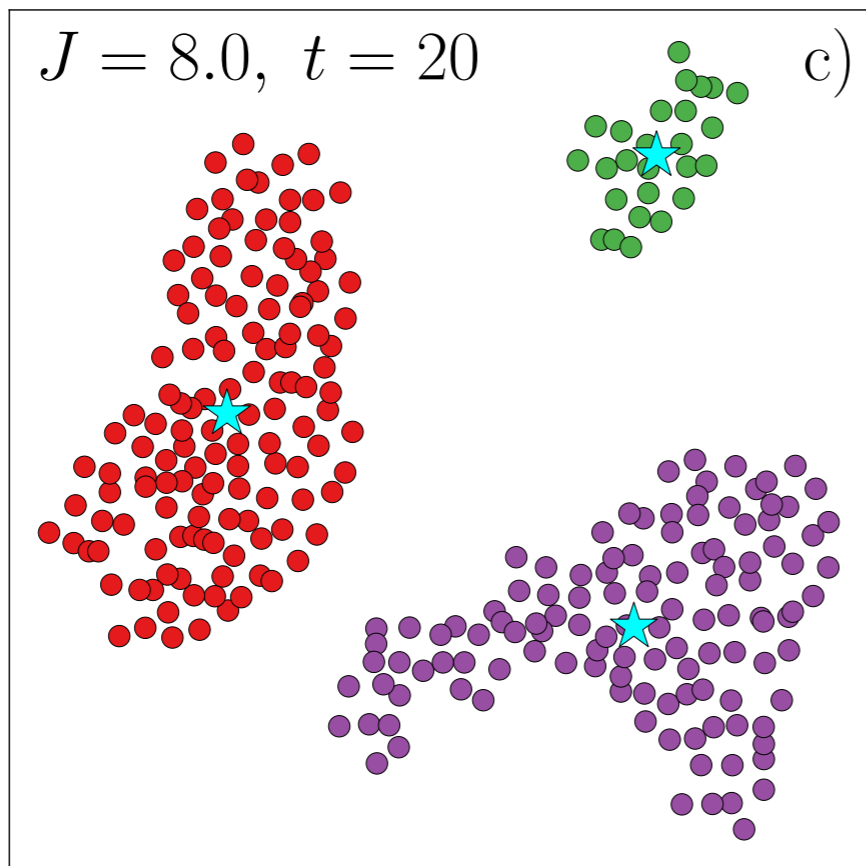 J = 8.0, t = 20
c)